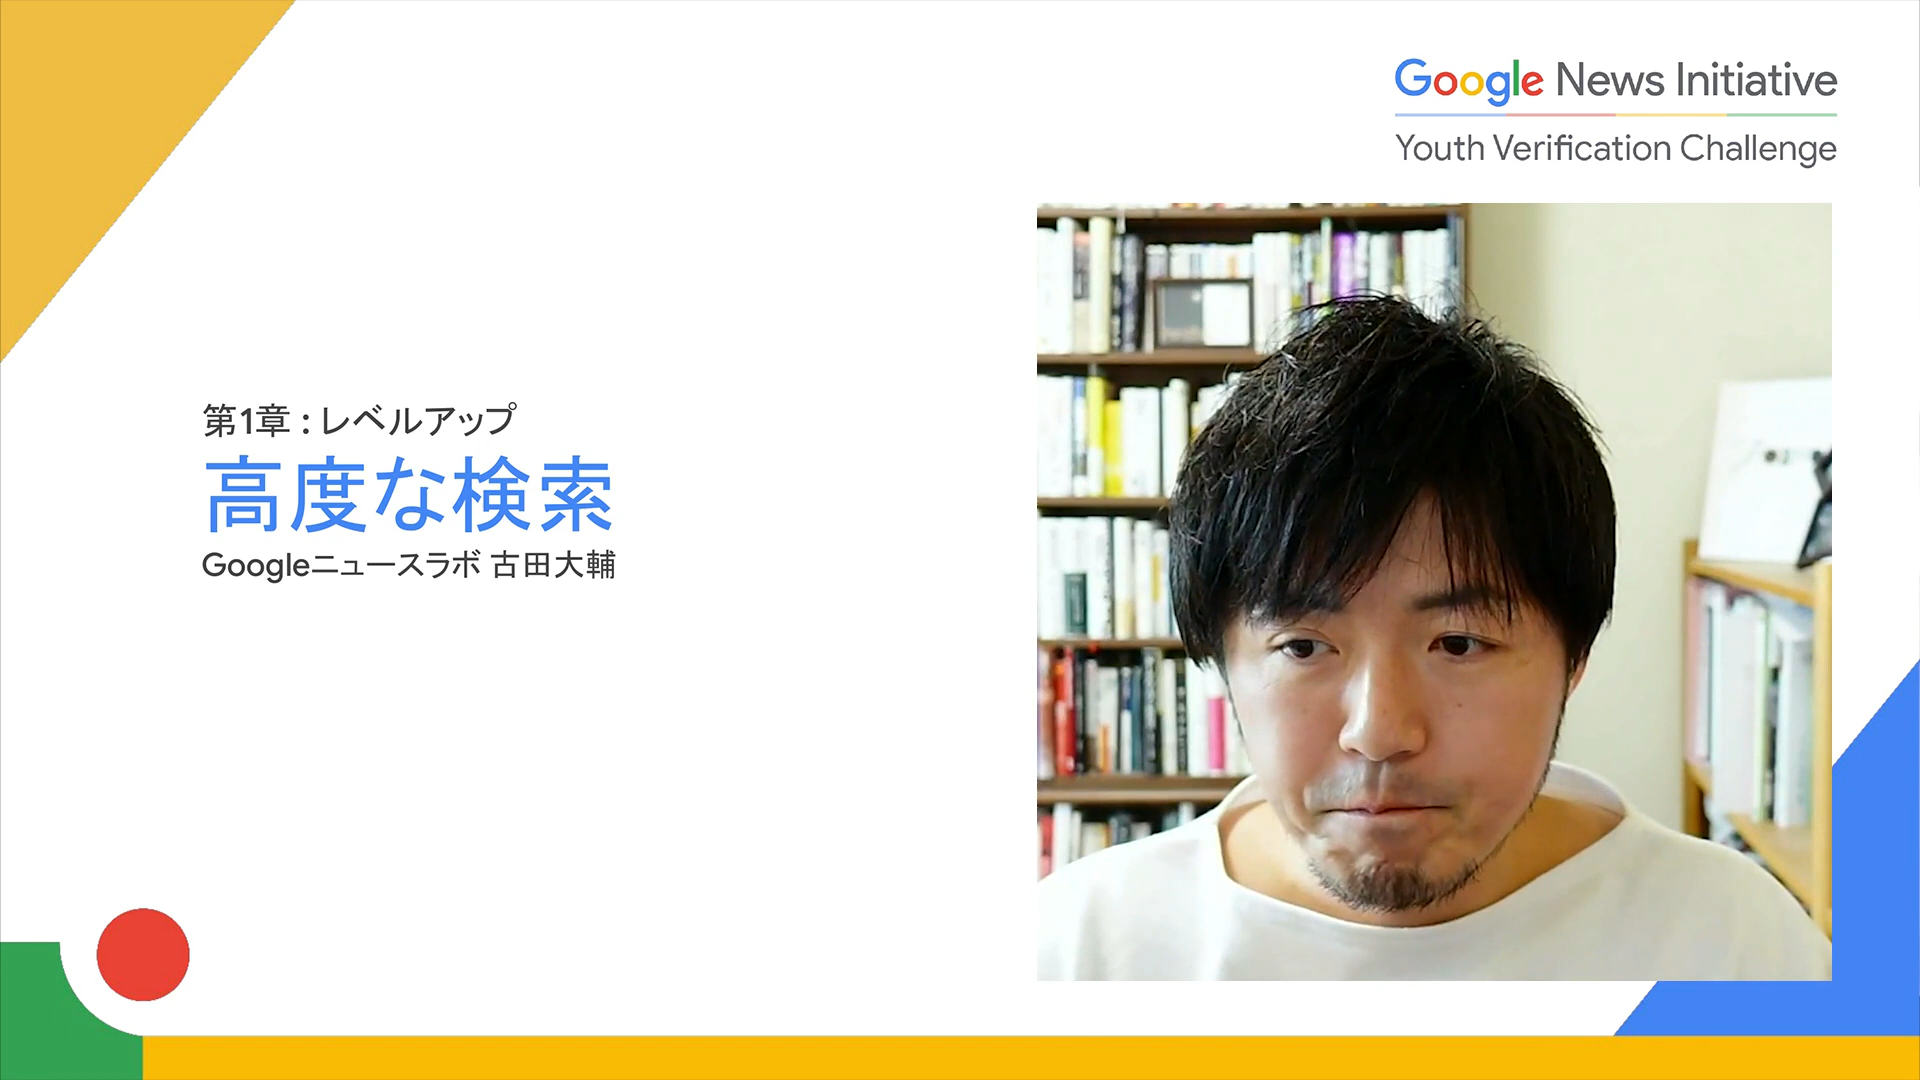 Google News Initiative
Youth Verification Challenge
第1章 : レベルアップ
高度な検索
Googleニュースラボ 古田大輔